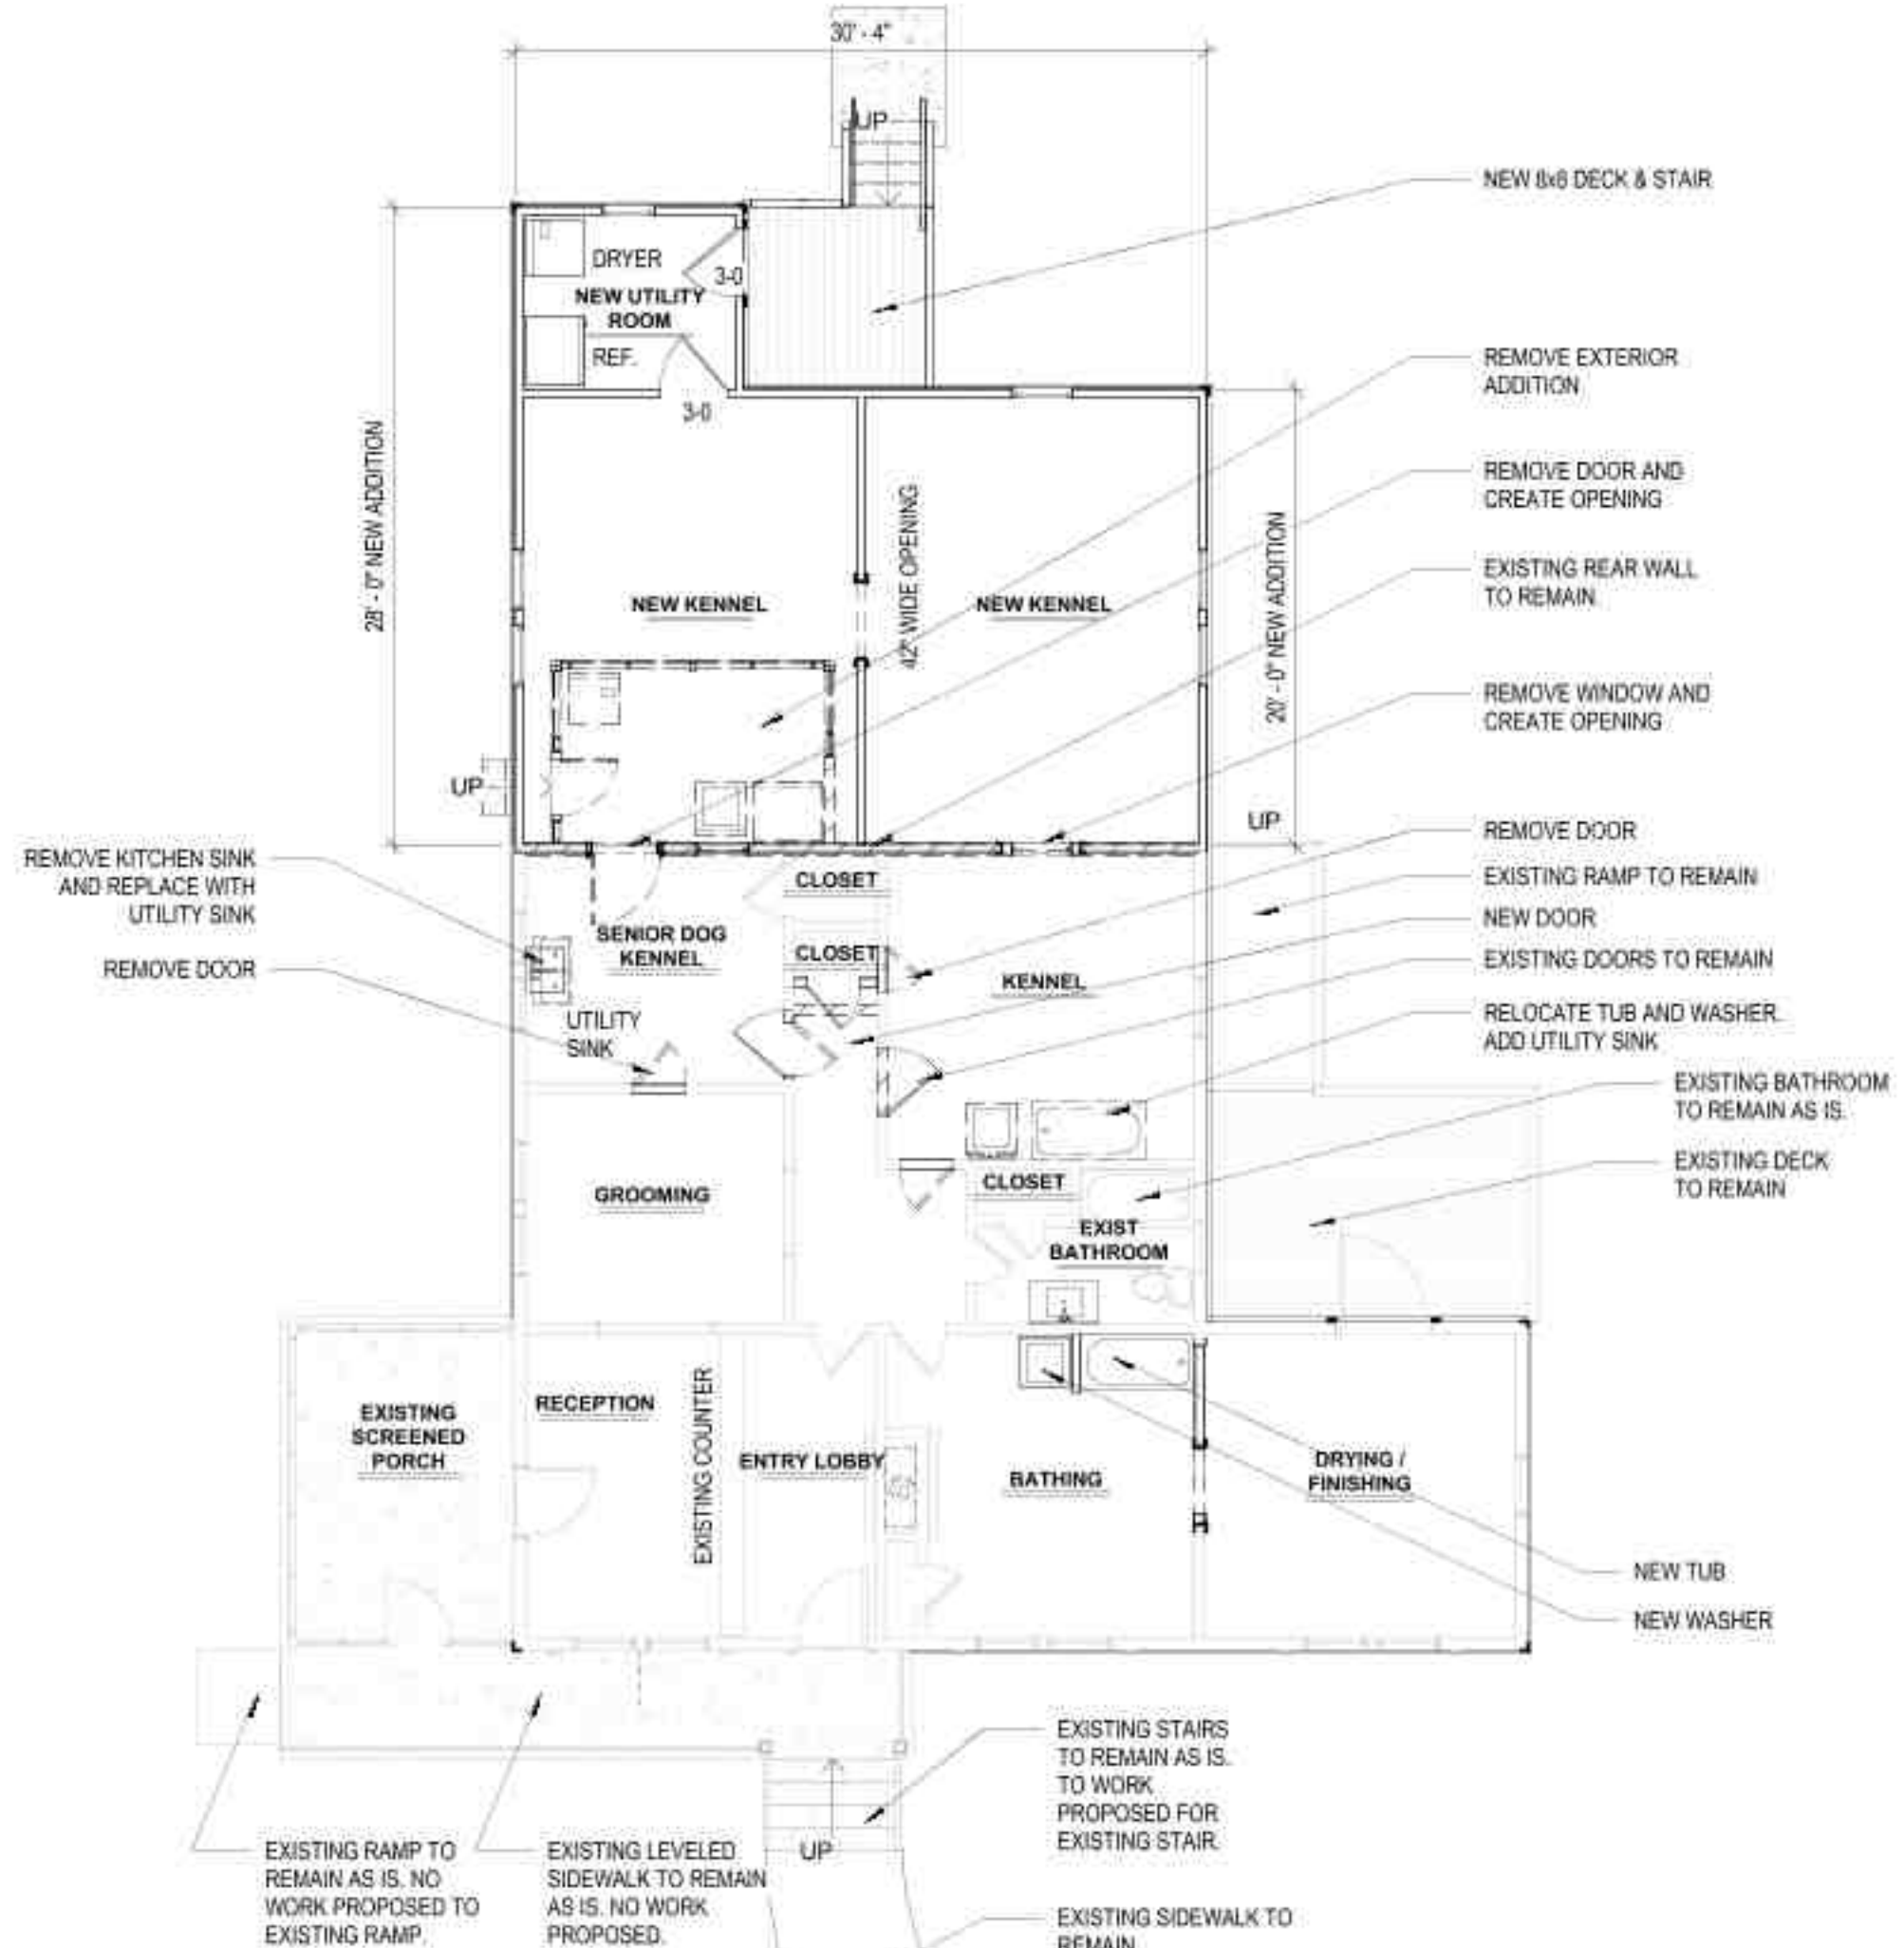 30' - 4"
UP
NEW 8x8 DECK & STAIR
DRYER
3-0
NEW UTILITY
ROOM
REF.
3-0
REMOVE EXTERIOR
ADDITION
REMOVE DOOR AND
CREATE OPENING
28' - 0" NEW ADDITION
42" WIDE OPENING
20' - 0" NEW ADDITION
EXISTING REAR WALL
TO REMAIN
NEW KENNEL
NEW KENNEL
REMOVE WINDOW AND
CREATE OPENING
UP
UP
REMOVE DOOR
REMOVE KITCHEN SINK
AND REPLACE WITH
UTILITY SINK
CLOSET
EXISTING RAMP TO REMAIN
NEW DOOR
SENIOR DOG
KENNEL
CLOSET
EXISTING DOORS TO REMAIN
REMOVE DOOR
KENNEL
UTILITY
SINK
RELOCATE TUB AND WASHER.
ADD UTILITY SINK
EXISTING BATHROOM
TO REMAIN AS IS.
EXISTING DECK
TO REMAIN
CLOSET
GROOMING
EXIST
BATHROOM
RECEPTION
EXISTING COUNTER
EXISTING
SCREENED
PORCH
ENTRY LOBBY
BATHING
DRYING /
FINISHING
NEW TUB
NEW WASHER
EXISTING STAIRS
TO REMAIN AS IS.
TO WORK
PROPOSED FOR
EXISTING STAIR.
UP
EXISTING RAMP TO
REMAIN AS IS. NO
WORK PROPOSED TO
EXISTING RAMP.
EXISTING LEVELED
SIDEWALK TO REMAIN
AS IS. NO WORK
PROPOSED.
EXISTING SIDEWALK TO
REMAIN